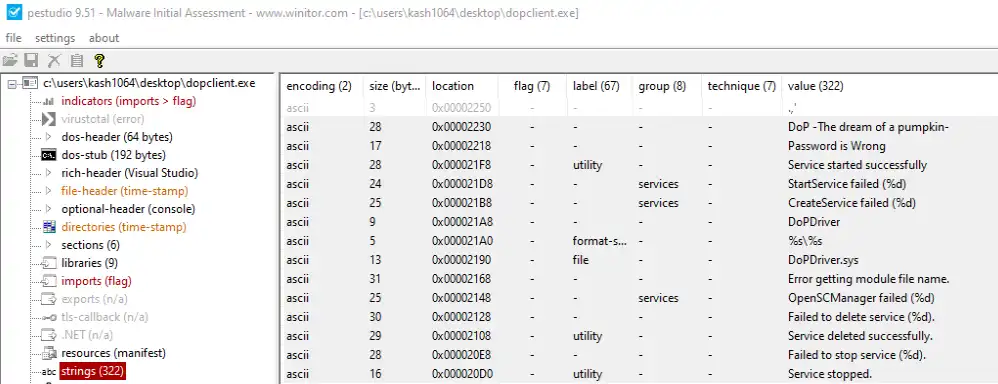 pestudio 9.51 - Malware Initial Assessment - www.winitor.com - [c:\users\kash1064\desktop\dopclient.exe]
file settings about
c:\users\kash1064\desktop\dopclient.exe
indicators (imports > flag)
virustotal (error)
dos-header (64 bytes)
dos-stub (192 bytes)
rich-header (Visual Studio)
file-header (time-stamp)
optional-header (console)
directories (time-stamp)
sections (6)
libraries (9)
imports (flag)
exports (n/a)
tls-callback (n/a)
.NET (n/a)
resources (manifest)
abc strings (322)
encoding (2) size (byt... location flag (7) label (67) group (8) technique (7) value (322)
ascii 3 0x00002250 - - - - .,'
ascii 28 0x00002230 - - - - DoP -The dream of a pumpkin-
ascii 17 0x00002218 - - - - Password is Wrong
ascii 28 0x000021F8 - utility - - Service started successfully
ascii 24 0x000021D8 - - services - StartService failed (%d)
ascii 25 0x000021B8 - - services - CreateService failed (%d)
ascii 9 0x000021A8 - - - - DoPDriver
ascii 5 0x000021A0 - format-s... - - %s\%s
ascii 13 0x00002190 - file - - DoPDriver.sys
ascii 31 0x00002168 - - - - Error getting module file name.
ascii 25 0x00002148 - - services - OpenSCManager failed (%d)
ascii 30 0x00002128 - - - - Failed to delete service (%d).
ascii 29 0x00002108 - utility - - Service deleted successfully.
ascii 28 0x000020E8 - - - - Failed to stop service (%d).
ascii 16 0x000020D0 - utility - - Service stopped.